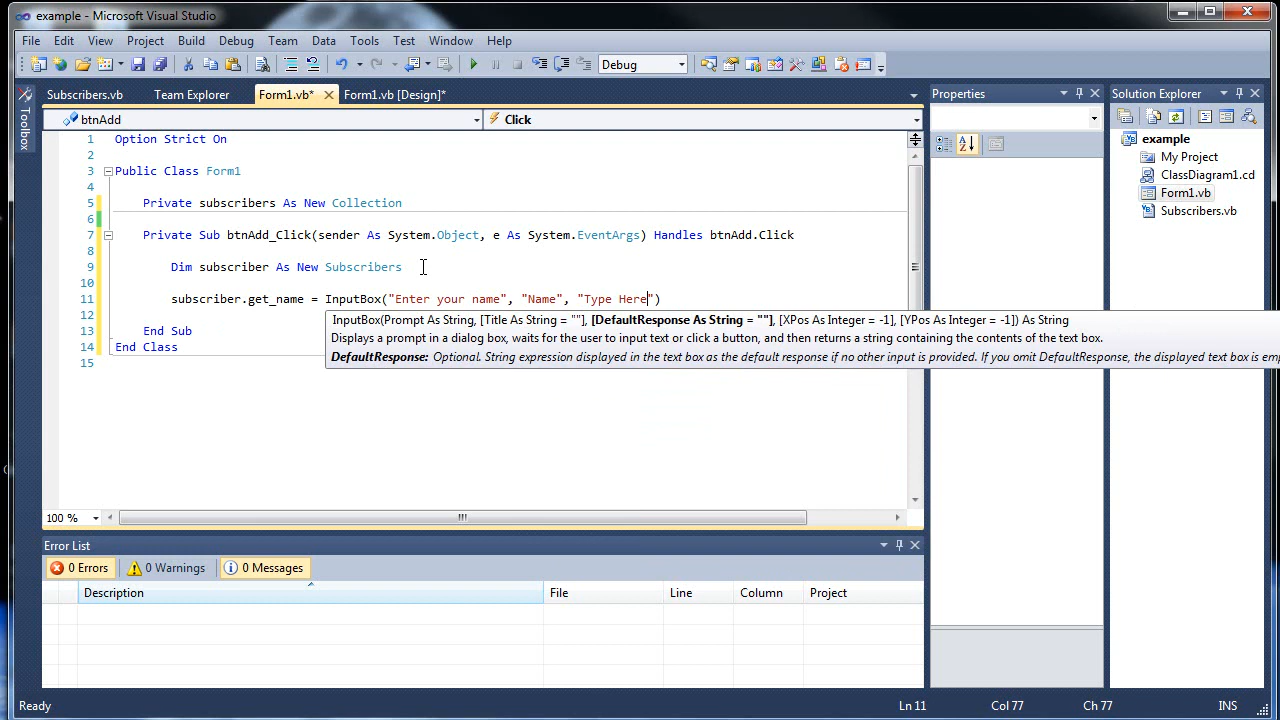 example - Microsoft Visual Studio
File Edit View Project Build Debug Team Data Tools Test Window Help
Debug
Subscribers.vb Team Explorer Form1.vb* Form1.vb [Design]*
btnAdd Click
Toolbox
1 Option Strict On
2
3 Public Class Form1
4
5 Private subscribers As New Collection
6
7 Private Sub btnAdd_Click(sender As System.Object, e As System.EventArgs) Handles btnAdd.Click
8
9 Dim subscriber As New Subscribers
10
11 subscriber.get_name = InputBox("Enter your name", "Name", "Type Here")
12
13 End Sub
14 End Class
15
InputBox(Prompt As String, [Title As String = ""], [DefaultResponse As String = ""], [XPos As Integer = -1], [YPos As Integer = -1]) As String
Displays a prompt in a dialog box, waits for the user to input text or click a button, and then returns a string containing the contents of the text box.
DefaultResponse: Optional. String expression displayed in the text box as the default response if no other input is provided. If you omit DefaultResponse, the displayed text box is
100 %
Properties
Solution Explorer
example
My Project
ClassDiagram1.cd
Form1.vb
Subscribers.vb
Error List
0 Errors 0 Warnings 0 Messages
Description File Line Column Project
Ready Ln 11 Col 77 Ch 77 INS